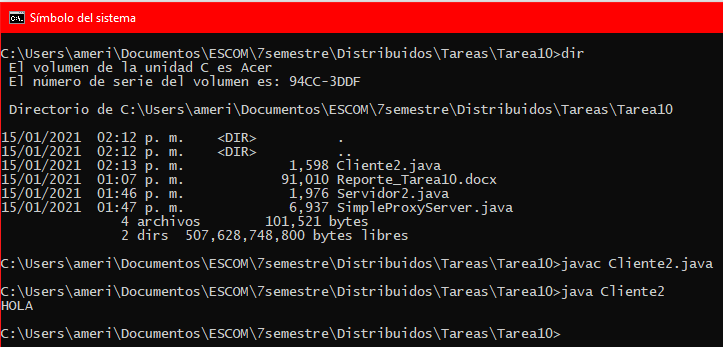 Símbolo del sistema
C:\Users\ameri\Documentos\ESCOM\7semestre\Distribuidos\Tareas\Tarea10>dir
El volumen de la unidad C es Acer
El número de serie del volumen es: 94CC-3DDF
Directorio de C:\Users\ameri\Documentos\ESCOM\7semestre\Distribuidos\Tareas\Tarea10
15/01/2021  02:12 p. m.    <DIR>          .
15/01/2021  02:12 p. m.    <DIR>          ..
15/01/2021  02:13 p. m.             1,598 Cliente2.java
15/01/2021  01:07 p. m.            91,010 Reporte_Tarea10.docx
15/01/2021  01:46 p. m.             1,976 Servidor2.java
15/01/2021  01:47 p. m.             6,937 SimpleProxyServer.java
4 archivos        101,521 bytes
2 dirs  507,628,748,800 bytes libres
C:\Users\ameri\Documentos\ESCOM\7semestre\Distribuidos\Tareas\Tarea10>javac Cliente2.java
C:\Users\ameri\Documentos\ESCOM\7semestre\Distribuidos\Tareas\Tarea10>java Cliente2
HOLA
C:\Users\ameri\Documentos\ESCOM\7semestre\Distribuidos\Tareas\Tarea10>